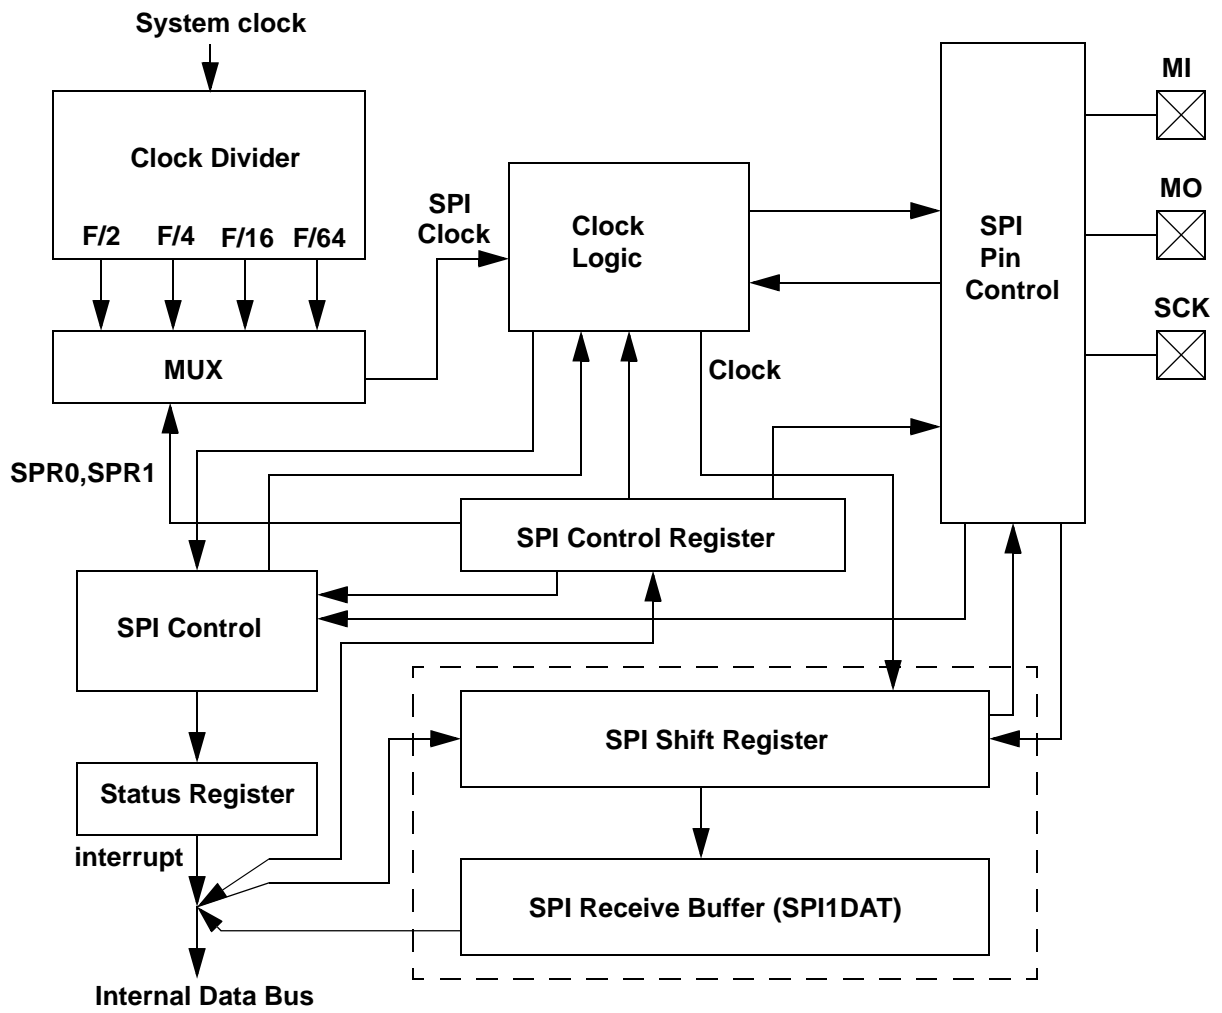 System clock
Clock Divider
F/2 F/4 F/16 F/64
MUX
SPI
Clock
Clock
Logic
SPI
Pin
Control
MI
MO
SCK
Clock
SPR0,SPR1
SPI Control Register
SPI Control
SPI Shift Register
Status Register
interrupt
SPI Receive Buffer (SPI1DAT)
Internal Data Bus